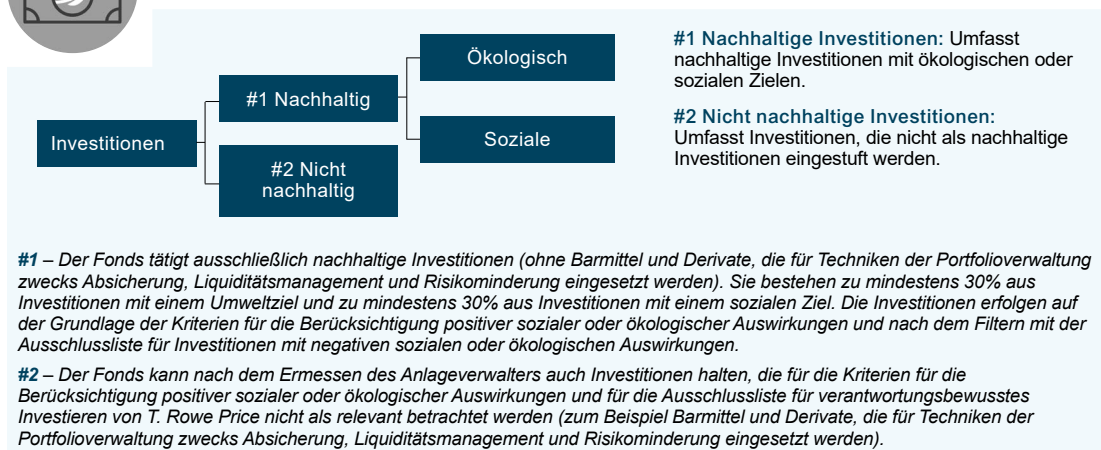 Ökologisch
#1 Nachhaltig
Investitionen
Soziale
#2 Nicht
nachhaltig
#1 Nachhaltige Investitionen: Umfasst
nachhaltige Investitionen mit ökologischen oder
sozialen Zielen.
#2 Nicht nachhaltige Investitionen:
Umfasst Investitionen, die nicht als nachhaltige
Investitionen eingestuft werden.
#1 – Der Fonds tätigt ausschließlich nachhaltige Investitionen (ohne Barmittel und Derivate, die für Techniken der Portfolioverwaltung
zwecks Absicherung, Liquiditätsmanagement und Risikominderung eingesetzt werden). Sie bestehen zu mindestens 30% aus
Investitionen mit einem Umweltziel und zu mindestens 30% aus Investitionen mit einem sozialen Ziel. Die Investitionen erfolgen auf
der Grundlage der Kriterien für die Berücksichtigung positiver sozialer oder ökologischer Auswirkungen und nach dem Filtern mit der
Ausschlussliste für Investitionen mit negativen sozialen oder ökologischen Auswirkungen.
#2 – Der Fonds kann nach dem Ermessen des Anlageverwalters auch Investitionen halten, die für die Kriterien für die
Berücksichtigung positiver sozialer oder ökologischer Auswirkungen und für die Ausschlussliste für verantwortungsbewusstes
Investieren von T. Rowe Price nicht als relevant betrachtet werden (zum Beispiel Barmittel und Derivate, die für Techniken der
Portfolioverwaltung zwecks Absicherung, Liquiditätsmanagement und Risikominderung eingesetzt werden).